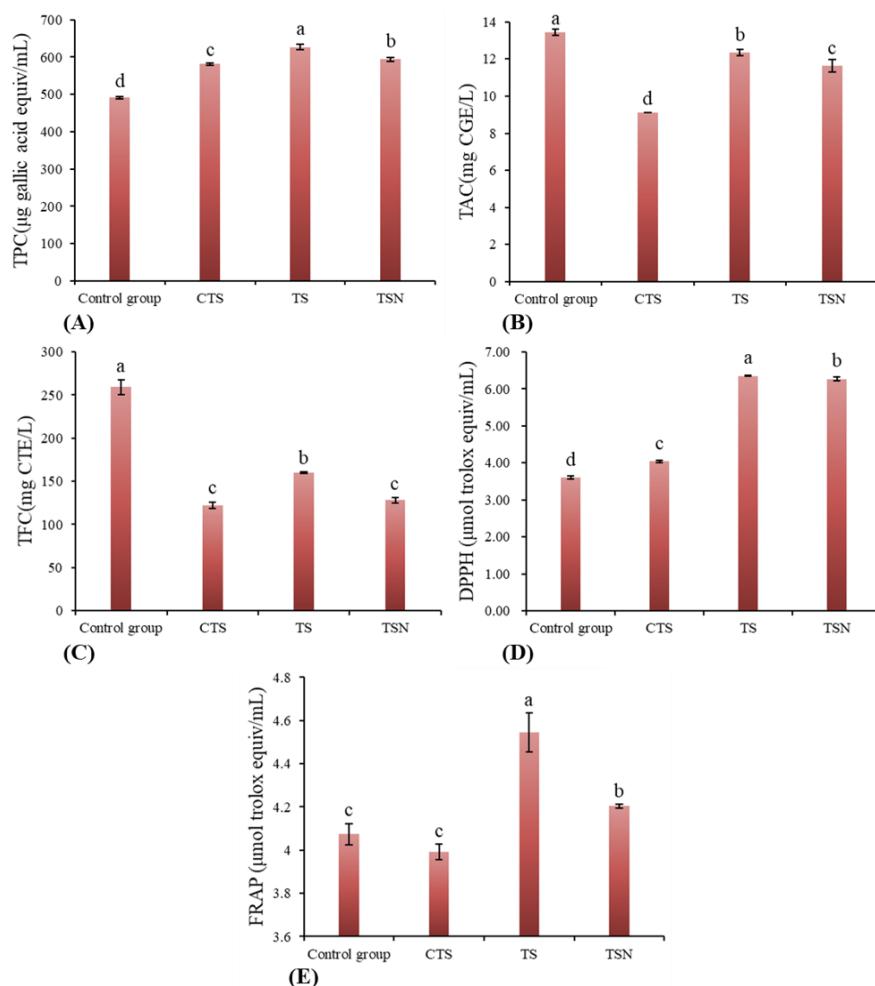 TPC(µg gallic acid equiv/mL)
700
600
500
400
300
200
100
0
d
c
a
b
Control group
CTS
TS
TSN
(A)
TAC(mg CGE/L)
14
12
10
8
6
4
2
0
a
d
b
c
Control group
CTS
TS
TSN
(B)
TFC(mg CTE/L)
300
250
200
150
100
50
0
a
c
b
c
Control group
CTS
TS
TSN
(C)
DPPH (µmol trolox equiv/mL)
7.00
6.00
5.00
4.00
3.00
2.00
1.00
0.00
d
c
a
b
Control group
CTS
TS
TSN
(D)
FRAP (µmol trolox equiv/mL)
4.8
4.6
4.4
4.2
4
3.8
3.6
c
c
a
b
Control group
CTS
TS
TSN
(E)